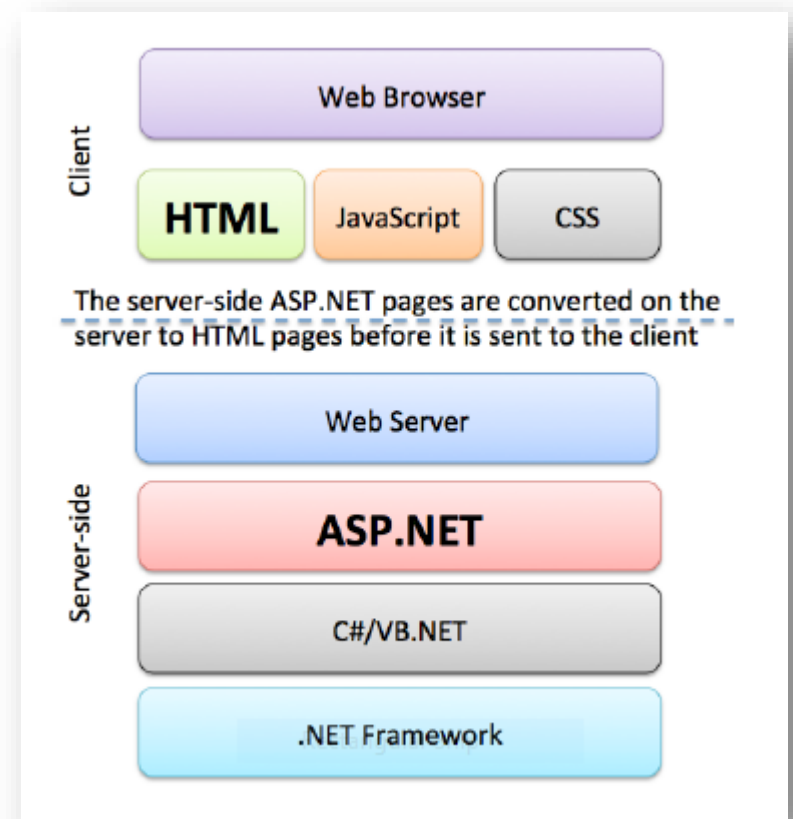 Client
Web Browser
HTML
JavaScript
CSS
The server-side ASP.NET pages are converted on the
server to HTML pages before it is sent to the client
Server-side
Web Server
ASP.NET
C#/VB.NET
.NET Framework